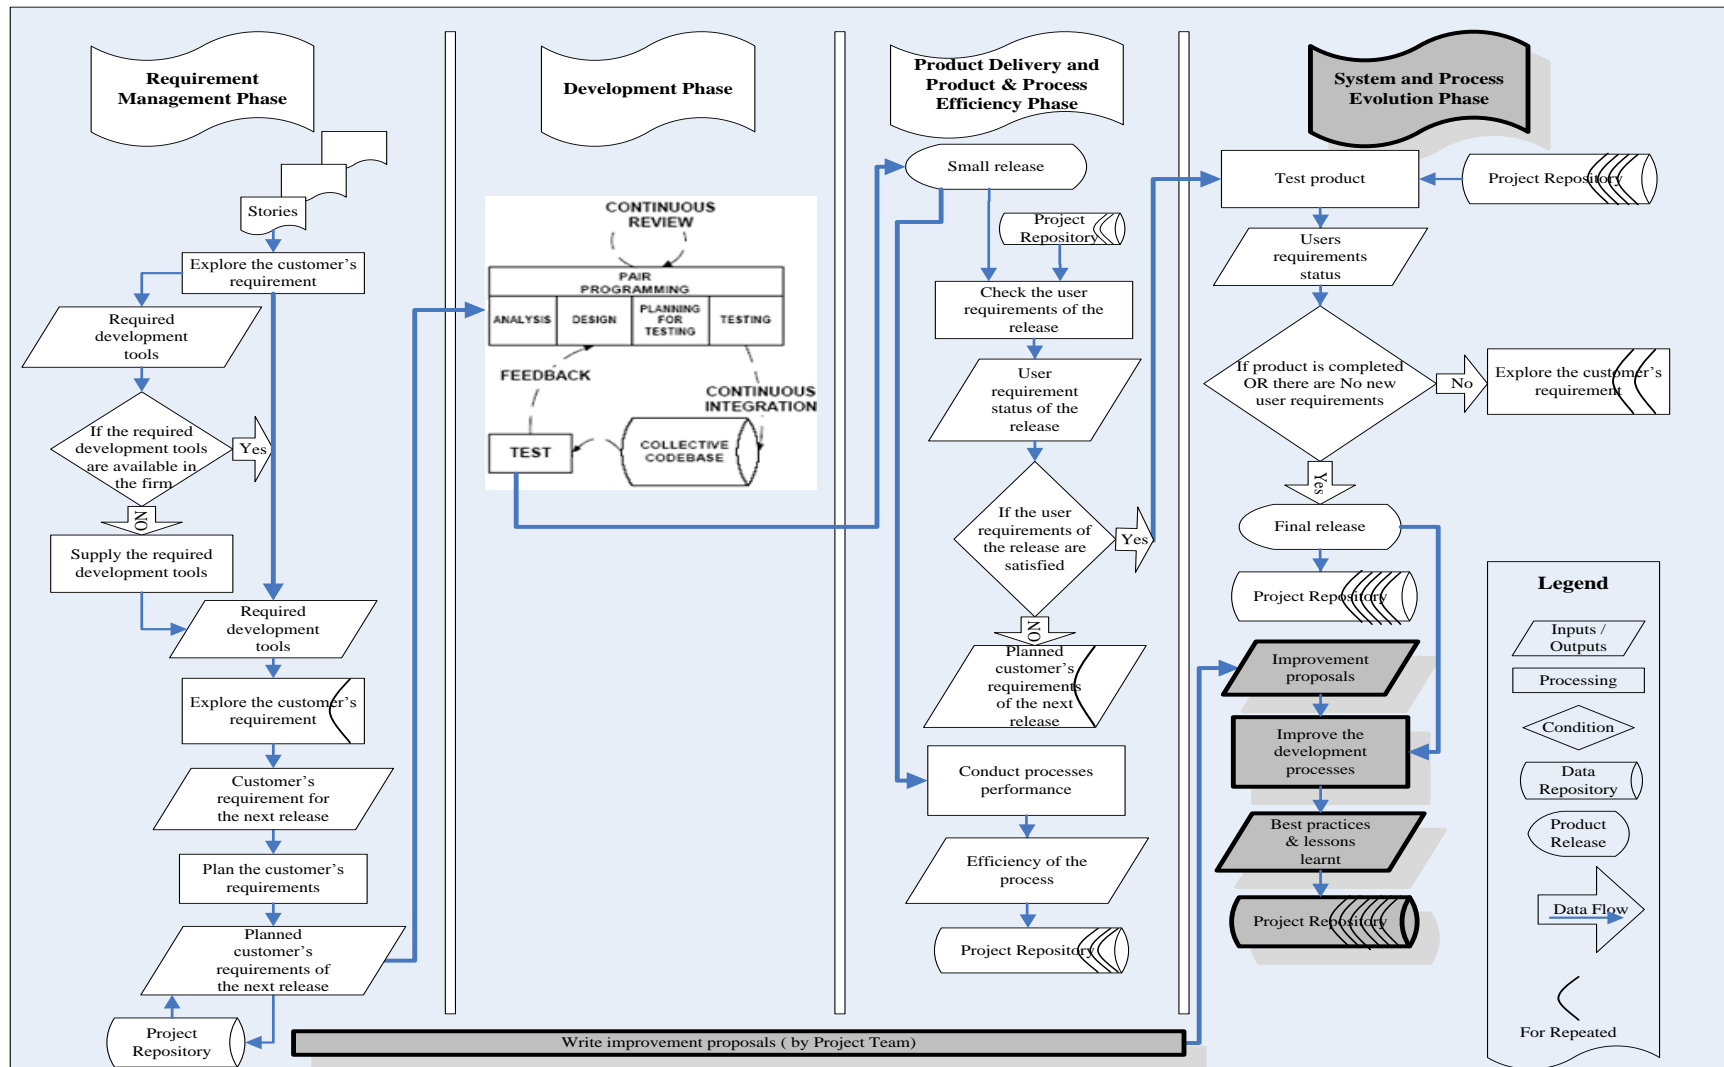 Requirement
Management Phase
Stories
Explore the customer's
requirement
Required
development
tools
If the required
development tools
are available in
the firm
Yes
NO
Supply the required
development tools
Required
development
tools
Explore the customer's
requirement
Customer's
requirement for
the next release
Plan the customer's
requirements
Planned
customer's
requirements of
the next release
Project
Repository
Write improvement proposals ( by Project Team)
Development Phase
CONTINUOUS
REVIEW
PAIR
PROGRAMMING
ANALYSIS
DESIGN
PLANNING
FOR
TESTING
TESTING
FEEDBACK
CONTINUOUS
INTEGRATION
TEST
COLLECTIVE
CODEBASE
Product Delivery and
Product & Process
Efficiency Phase
Small release
Project
Repository
Check the user
requirements of the
release
User
requirement
status of the
release
If the user
requirements of
the release are
satisfied
Yes
NO
Planned
customer's
requirements
of the next
release
Conduct processes
performance
Efficiency of the
process
Project Repository
System and Process
Evolution Phase
Test product
Project Repository
Users
requirements
status
If product is completed
OR there are No new
user requirements
No
Explore the customer's
requirement
Yes
Final release
Project Repository
Improvement
proposals
Improve the
development
processes
Best practices
& lessons
learnt
Project Repository
Legend
Inputs /
Outputs
Processing
Condition
Data
Repository
Product
Release
Data Flow
For Repeated